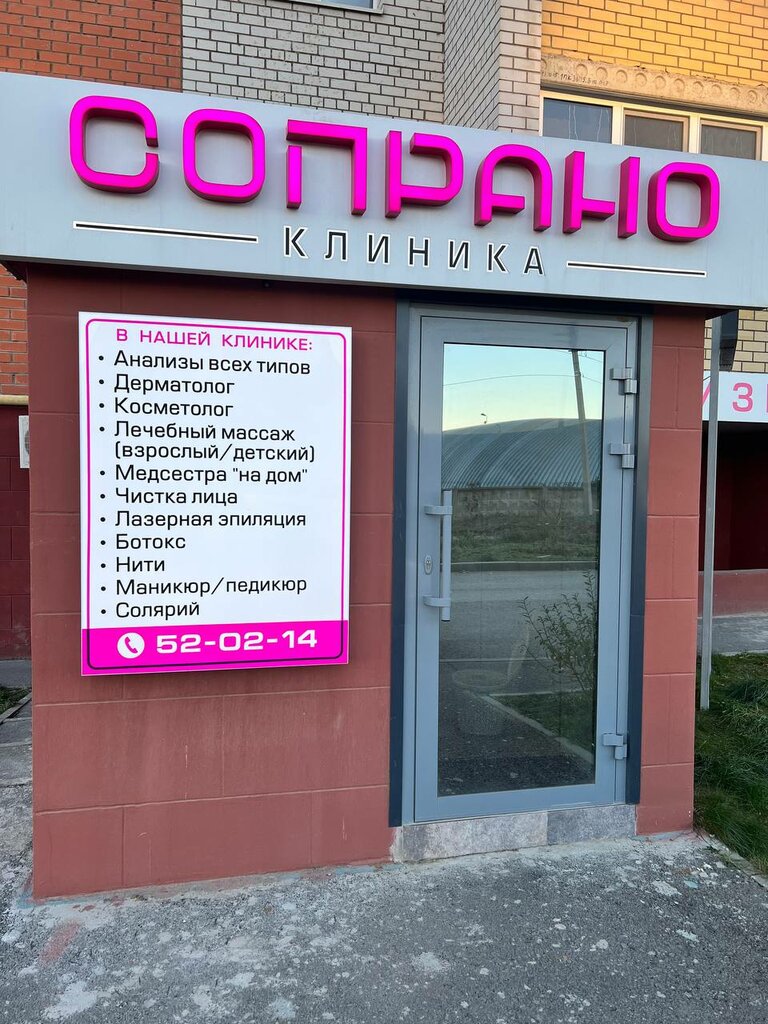 СОПРАНО
КЛИНИКА
В НАШЕЙ КЛИНИКЕ:
• Анализы всех типов
• Дерматолог
• Косметолог
• Лечебный массаж
(взрослый/детский)
• Медсестра "на дом"
• Чистка лица
• Лазерная эпиляция
• Ботокс
• Нити
• Маникюр/педикюр
• Солярий
52-02-14